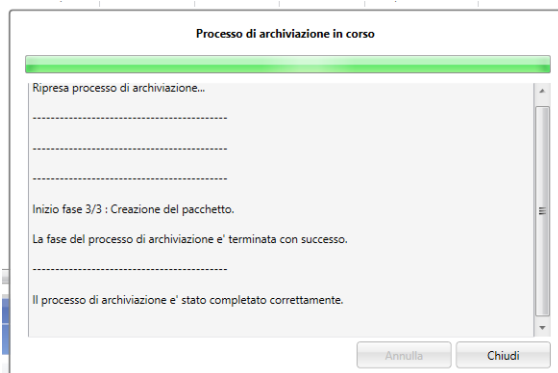 Processo di archiviazione in corso
Ripresa processo di archiviazione...
-------------------------------------------
-------------------------------------------
-------------------------------------------
Inizio fase 3/3 : Creazione del pacchetto.
La fase del processo di archiviazione e' terminata con successo.
-------------------------------------------
Il processo di archiviazione e' stato completato correttamente.
Annulla
Chiudi